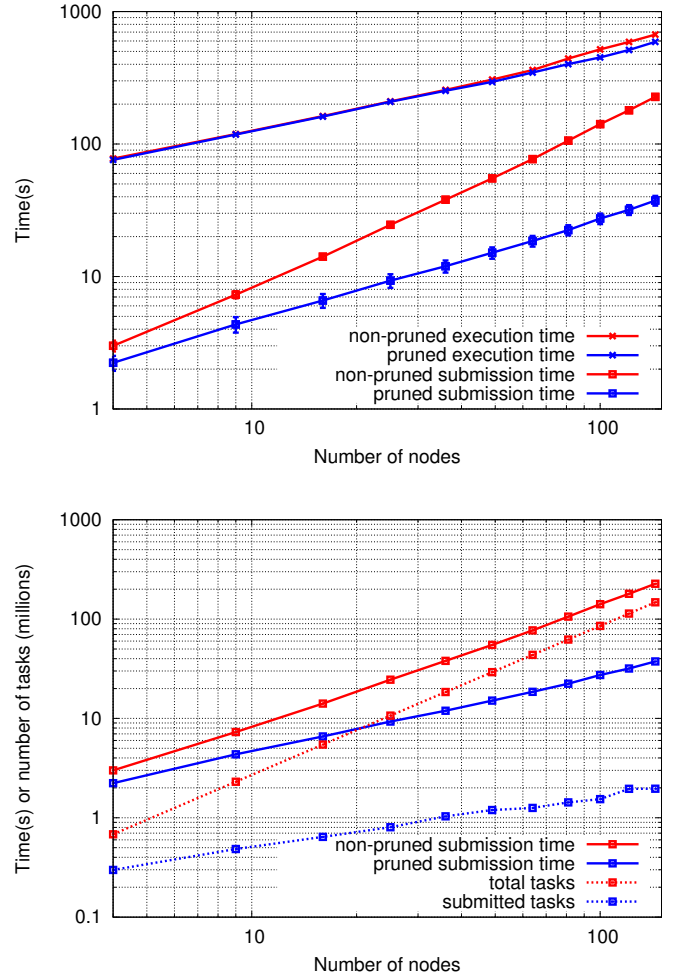 1000
100
10
1
Time(s)
non-pruned execution time
pruned execution time
non-pruned submission time
pruned submission time
10
100
Number of nodes
1000
100
10
1
0.1
Time(s) or number of tasks (millions)
non-pruned submission time
pruned submission time
total tasks
submitted tasks
10
100
Number of nodes